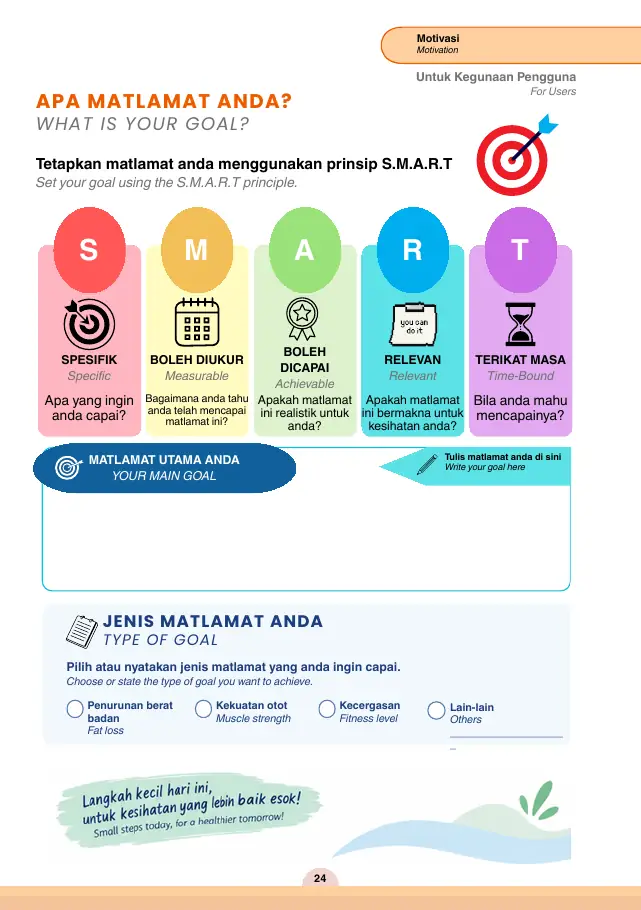 Motivasi
Motivation
Untuk Kegunaan Pengguna
For Users
APA MATLAMAT ANDA?
WHAT IS YOUR GOAL?
Tetapkan matlamat anda menggunakan prinsip S.M.A.R.T
Set your goal using the S.M.A.R.T principle.
S
SPESIFIK
Specific
Apa yang ingin
anda capai?
M
BOLEH DIUKUR
Measurable
Bagaimana anda tahu
anda telah mencapai
matlamat ini?
A
BOLEH
DICAPAI
Achievable
Apakah matlamat
ini realistik untuk
anda?
R
you can
do it
RELEVAN
Relevant
Apakah matlamat
ini bermakna untuk
kesihatan anda?
T
TERIKAT MASA
Time-Bound
Bila anda mahu
mencapainya?
MATLAMAT UTAMA ANDA
YOUR MAIN GOAL
Tulis matlamat anda di sini
Write your goal here
JENIS MATLAMAT ANDA
TYPE OF GOAL
Pilih atau nyatakan jenis matlamat yang anda ingin capai.
Choose or state the type of goal you want to achieve.
Penurunan berat
badan
Fat loss
Kekuatan otot
Muscle strength
Kecergasan
Fitness level
Lain-lain
Others
Langkah kecil hari ini,
untuk kesihatan yang lebin baik esok!
Small steps today, for a healthier tomorrow!
24